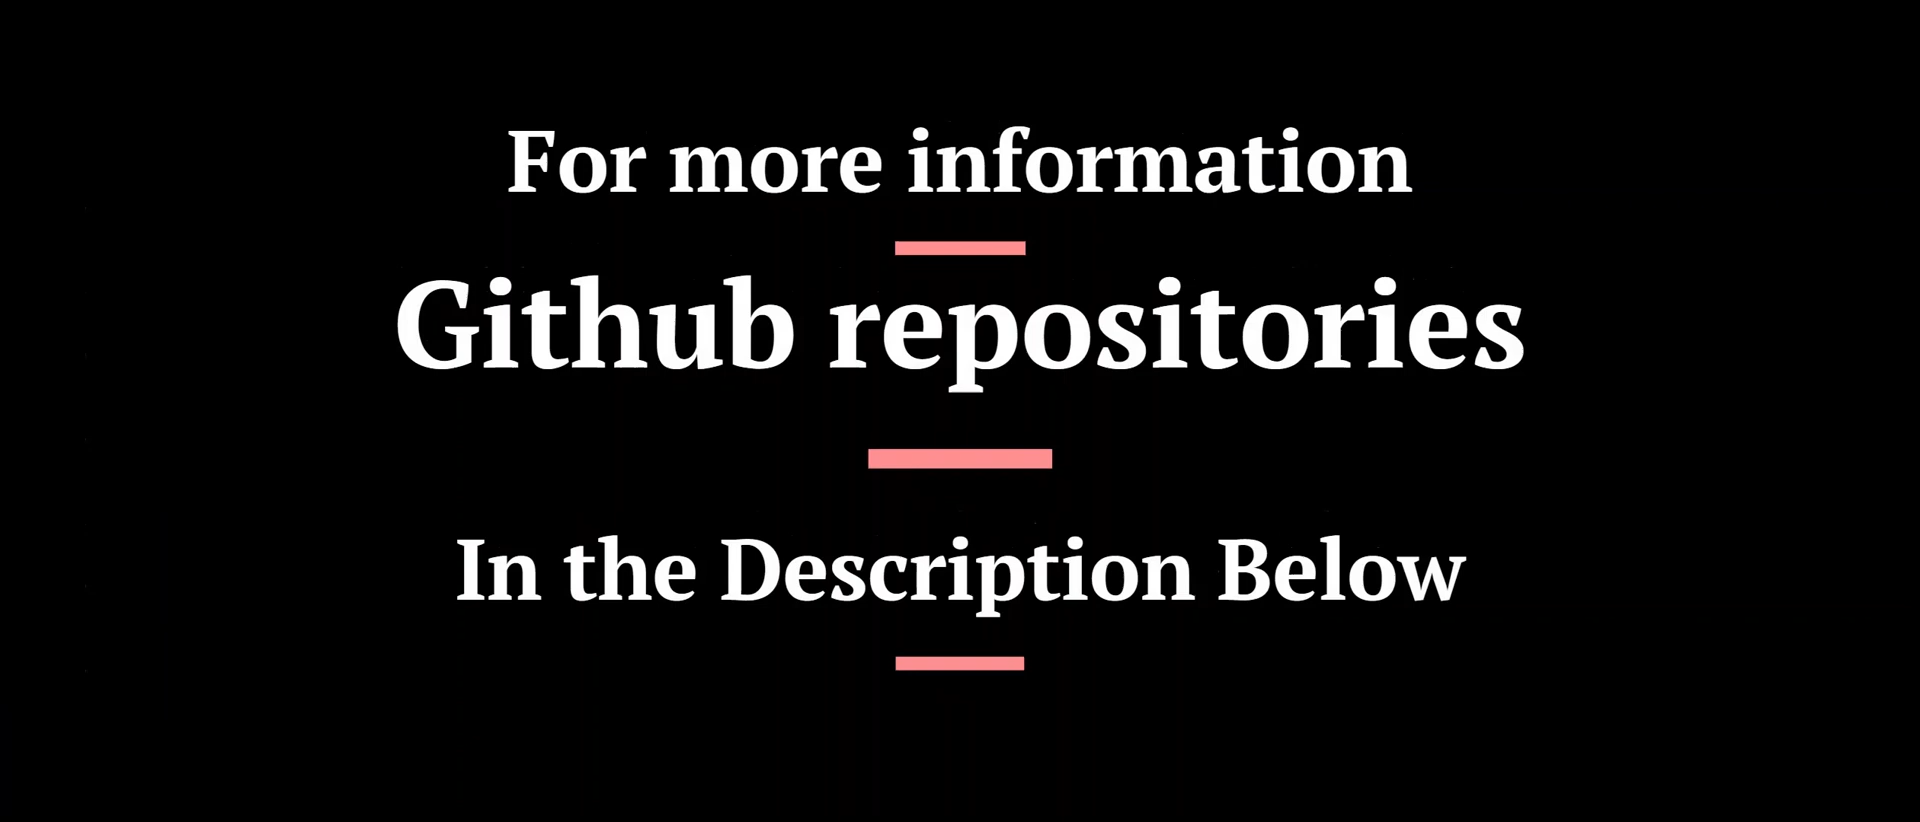 For more information
Github repositories
In the Description Below